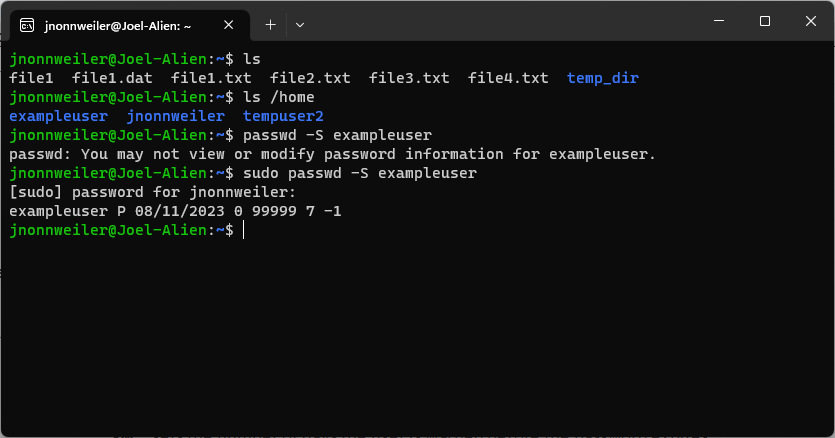 jnonnweiler@Joel-Alien: ~
jnonnweiler@Joel-Alien:~$ ls
file1  file1.dat  file1.txt  file2.txt  file3.txt  file4.txt  temp_dir
jnonnweiler@Joel-Alien:~$ ls /home
exampleuser  jnonnweiler  tempuser2
jnonnweiler@Joel-Alien:~$ passwd -S exampleuser
passwd: You may not view or modify password information for exampleuser.
jnonnweiler@Joel-Alien:~$ sudo passwd -S exampleuser
[sudo] password for jnonnweiler:
exampleuser P 08/11/2023 0 99999 7 -1
jnonnweiler@Joel-Alien:~$